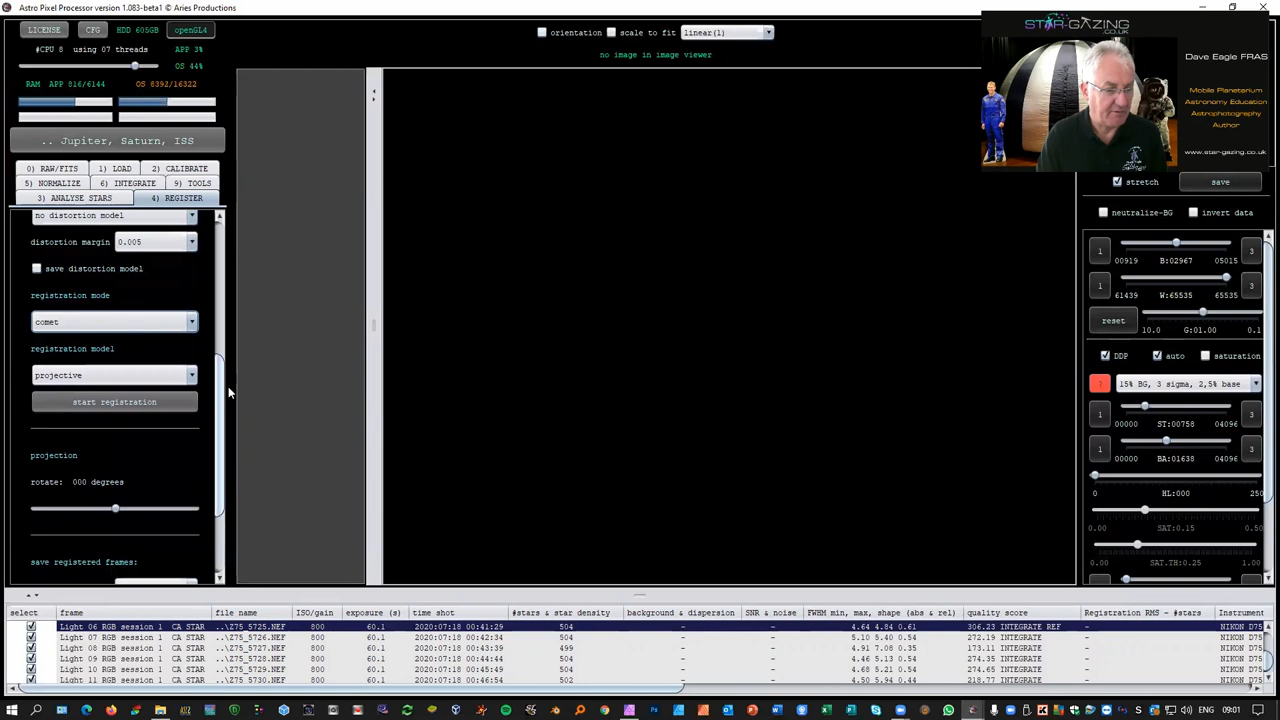 Astro Pixel Processor version 1.083-beta1 © Aries Productions
LICENSE CFG HDD 605GB openGL4
#CPU 8 using 07 threads APP 3%
OS 44%
RAM APP 816/6144 OS 8392/16322
.. Jupiter, Saturn, ISS
0) RAW/FITS 1) LOAD 2) CALIBRATE
5) NORMALIZE 6) INTEGRATE 9) TOOLS
3) ANALYSE STARS 4) REGISTER
no distortion model
distortion margin 0.005
save distortion model
registration mode
comet
registration model
projective
start registration
projection
rotate: 000 degrees
save registered frames:
orientation scale to fit linear(l)
no image in image viewer
STAR-GAZING
.CO.UK
Dave Eagle FRAS
Mobile Planetarium
Astronomy Education
Astrophotography
Author
www.star-gazing.co.uk
stretch save
neutralize-BG invert data
1 3
00919 B:02967 05015
1 3
61439 W:65535 65535
reset
10.0 G:01.00 0.1
DDP auto saturation
? 15% BG, 3 sigma, 2,5% base
1 3
00000 ST:00758 04096
1 3
00000 BA:01638 04096
0 HL:000 250
0.00 SAT:0.15 0.50
0.00 SAT.TH:0.25 1.00
select frame file name ISO/gain exposure (s) time shot #stars & star density background & dispersion SNR & noise FWHM min, max, shape (abs & rel) quality score Registration RMS - #stars Instrument
Light 06 RGB session 1 CA STAR ..\Z75_5725.NEF 800 60.1 2020:07:18 00:41:29 504 - - 4.64 4.84 0.61 306.23 INTEGRATE REF - NIKON D75
Light 07 RGB session 1 CA STAR ..\Z75_5726.NEF 800 60.1 2020:07:18 00:42:34 504 - - 5.10 5.40 0.54 272.19 INTEGRATE - NIKON D75
Light 08 RGB session 1 CA STAR ..\Z75_5727.NEF 800 60.1 2020:07:18 00:43:39 499 - - 4.91 7.08 0.35 173.11 INTEGRATE - NIKON D75
Light 09 RGB session 1 CA STAR ..\Z75_5728.NEF 800 60.1 2020:07:18 00:44:45 504 - - 4.46 5.13 0.54 274.35 INTEGRATE - NIKON D75
Light 10 RGB session 1 CA STAR ..\Z75_5729.NEF 800 60.1 2020:07:18 00:45:49 504 - - 4.68 5.21 0.54 274.65 INTEGRATE - NIKON D75
Light 11 RGB session 1 CA STAR ..\Z75_5730.NEF 800 60.1 2020:07:18 00:46:54 502 - - 4.50 5.94 0.44 218.77 INTEGRATE - NIKON D75
ENG 09:01